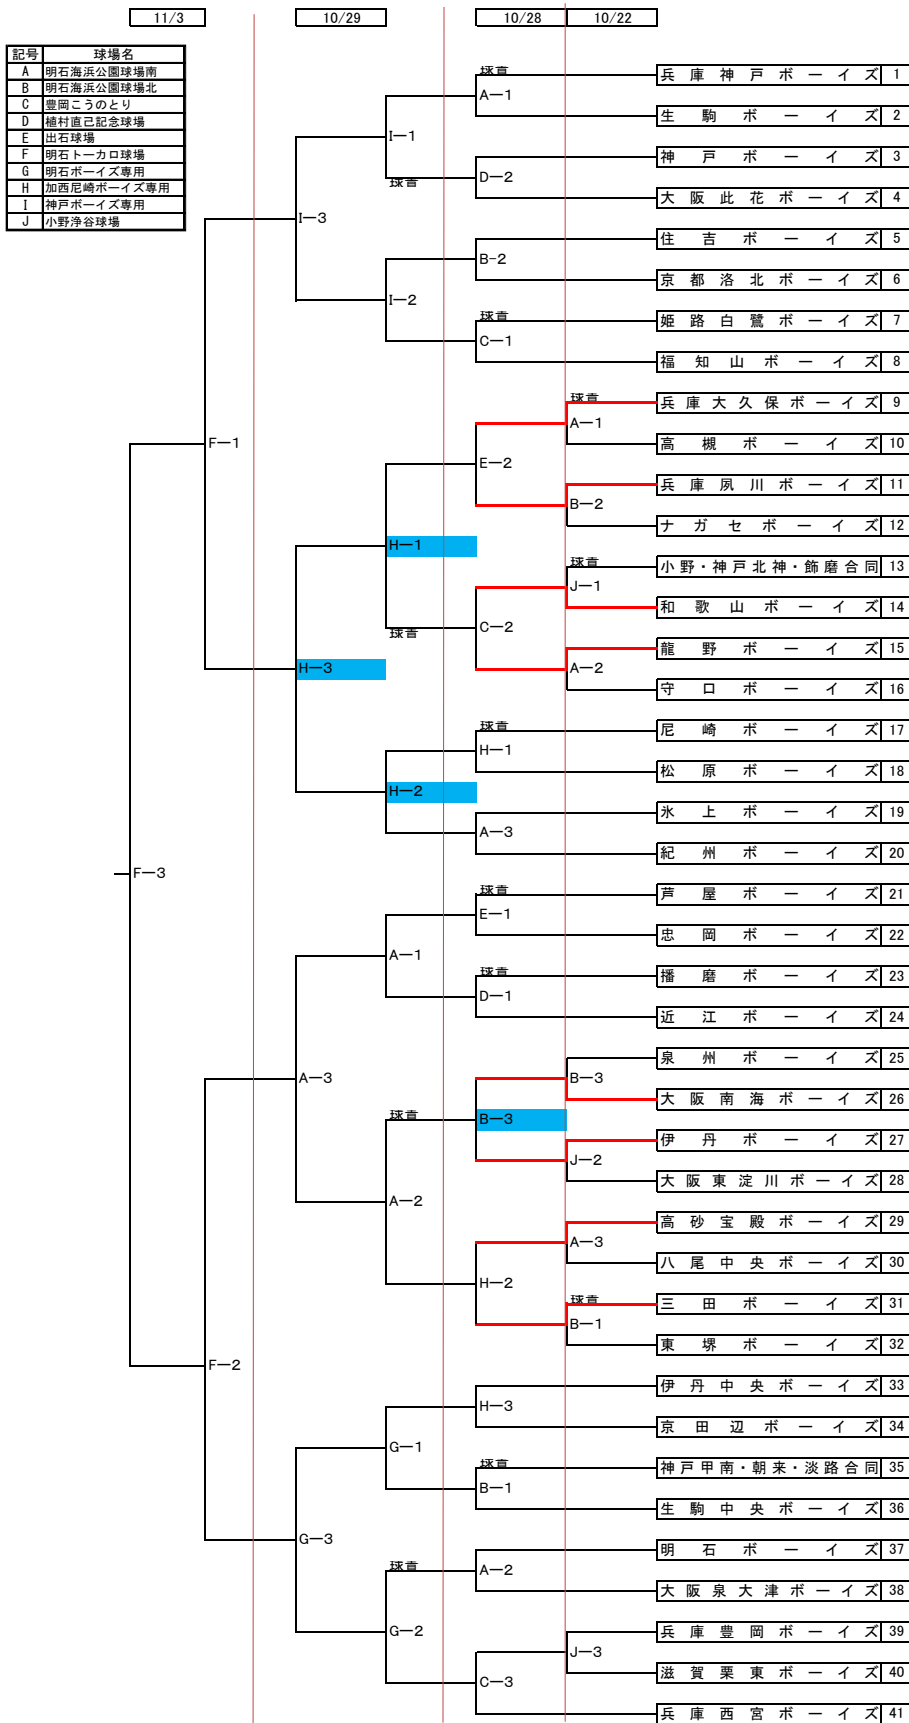 11/3 10/29 10/28 10/22
記号 球場名
A 明石海浜公園球場南
B 明石海浜公園球場北
C 豊岡こうのとり
D 植村直己記念球場
E 出石球場
F 明石トーカロ球場
G 明石ボーイズ専用
H 加西尼崎ボーイズ専用
I 神戸ボーイズ専用
J 小野浄谷球場
球責
兵庫神戸ボーイズ 1
A—1
生駒ボーイズ 2
I—1
神戸ボーイズ 3
D—2
球責
大阪此花ボーイズ 4
I—3
住吉ボーイズ 5
B-2
京都洛北ボーイズ 6
I—2
球責
姫路白鷺ボーイズ 7
C—1
福知山ボーイズ 8
球責
兵庫大久保ボーイズ 9
A—1
F—1
高槻ボーイズ 10
E—2
兵庫夙川ボーイズ 11
B—2
ナガセボーイズ 12
H—1
球責
小野・神戸北神・飾磨合同 13
J—1
和歌山ボーイズ 14
C—2
球責
龍野ボーイズ 15
H—3
A—2
守口ボーイズ 16
球責
尼崎ボーイズ 17
H—1
松原ボーイズ 18
H—2
氷上ボーイズ 19
A—3
紀州ボーイズ 20
F—3
球責
芦屋ボーイズ 21
E—1
忠岡ボーイズ 22
A—1
球責
播磨ボーイズ 23
D—1
近江ボーイズ 24
泉州ボーイズ 25
A—3
B—3
大阪南海ボーイズ 26
球責
B—3
伊丹ボーイズ 27
J—2
大阪東淀川ボーイズ 28
A—2
高砂宝殿ボーイズ 29
A—3
八尾中央ボーイズ 30
H—2
球責
三田ボーイズ 31
B—1
東堺ボーイズ 32
F—2
伊丹中央ボーイズ 33
H—3
京田辺ボーイズ 34
G—1
球責
神戸甲南・朝来・淡路合同 35
B—1
生駒中央ボーイズ 36
G—3
明石ボーイズ 37
球責
A—2
大阪泉大津ボーイズ 38
G—2
兵庫豊岡ボーイズ 39
J—3
滋賀栗東ボーイズ 40
C—3
兵庫西宮ボーイズ 41